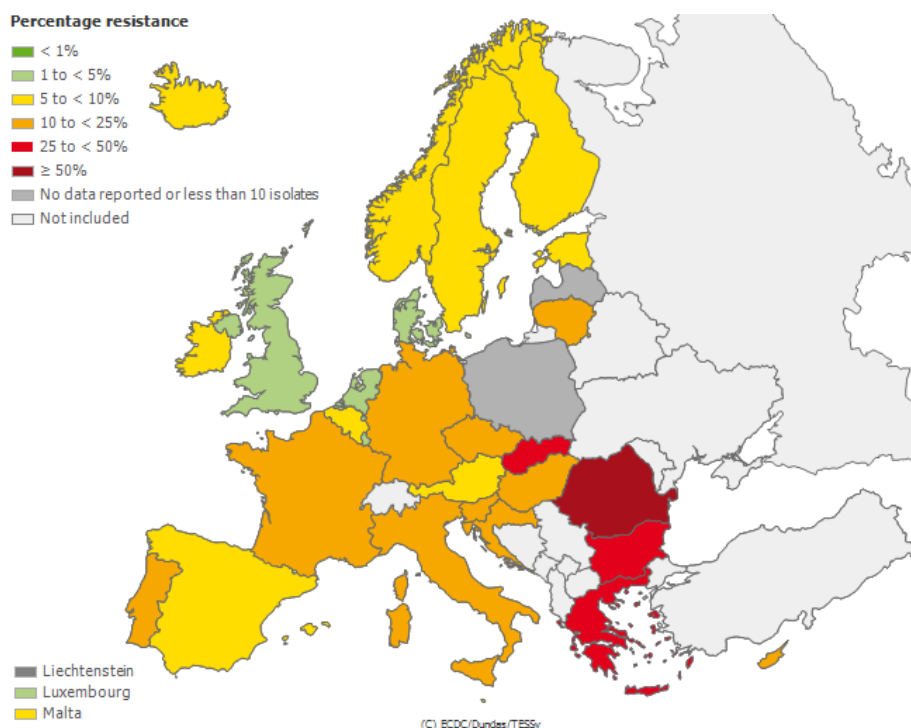 Percentage resistance
< 1%
1 to < 5%
5 to < 10%
10 to < 25%
25 to < 50%
≥ 50%
No data reported or less than 10 isolates
Not included
Liechtenstein
Luxembourg
Malta
(C) ECDC/Dundas/TESSy